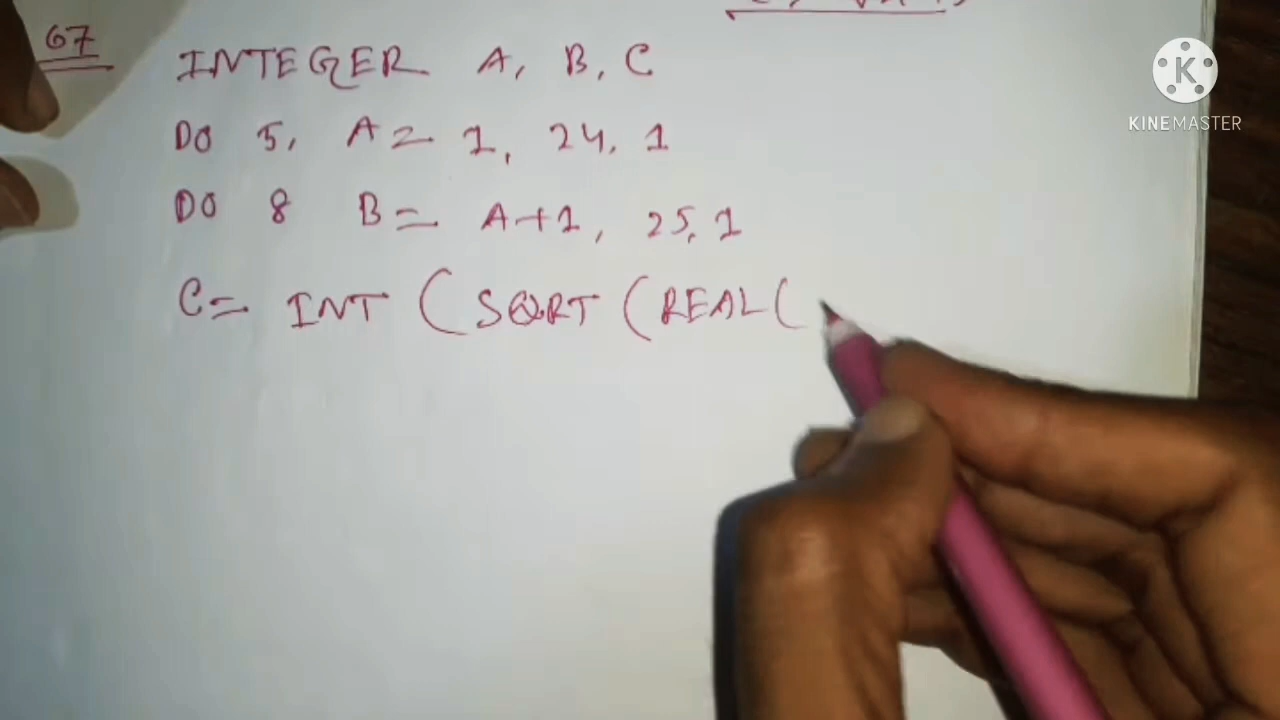 67
INTEGER A, B, C
DO 5, A = 1, 24, 1
DO 8 B = A+1, 25, 1
C = INT (SQRT (REAL(
K
KINEMASTER